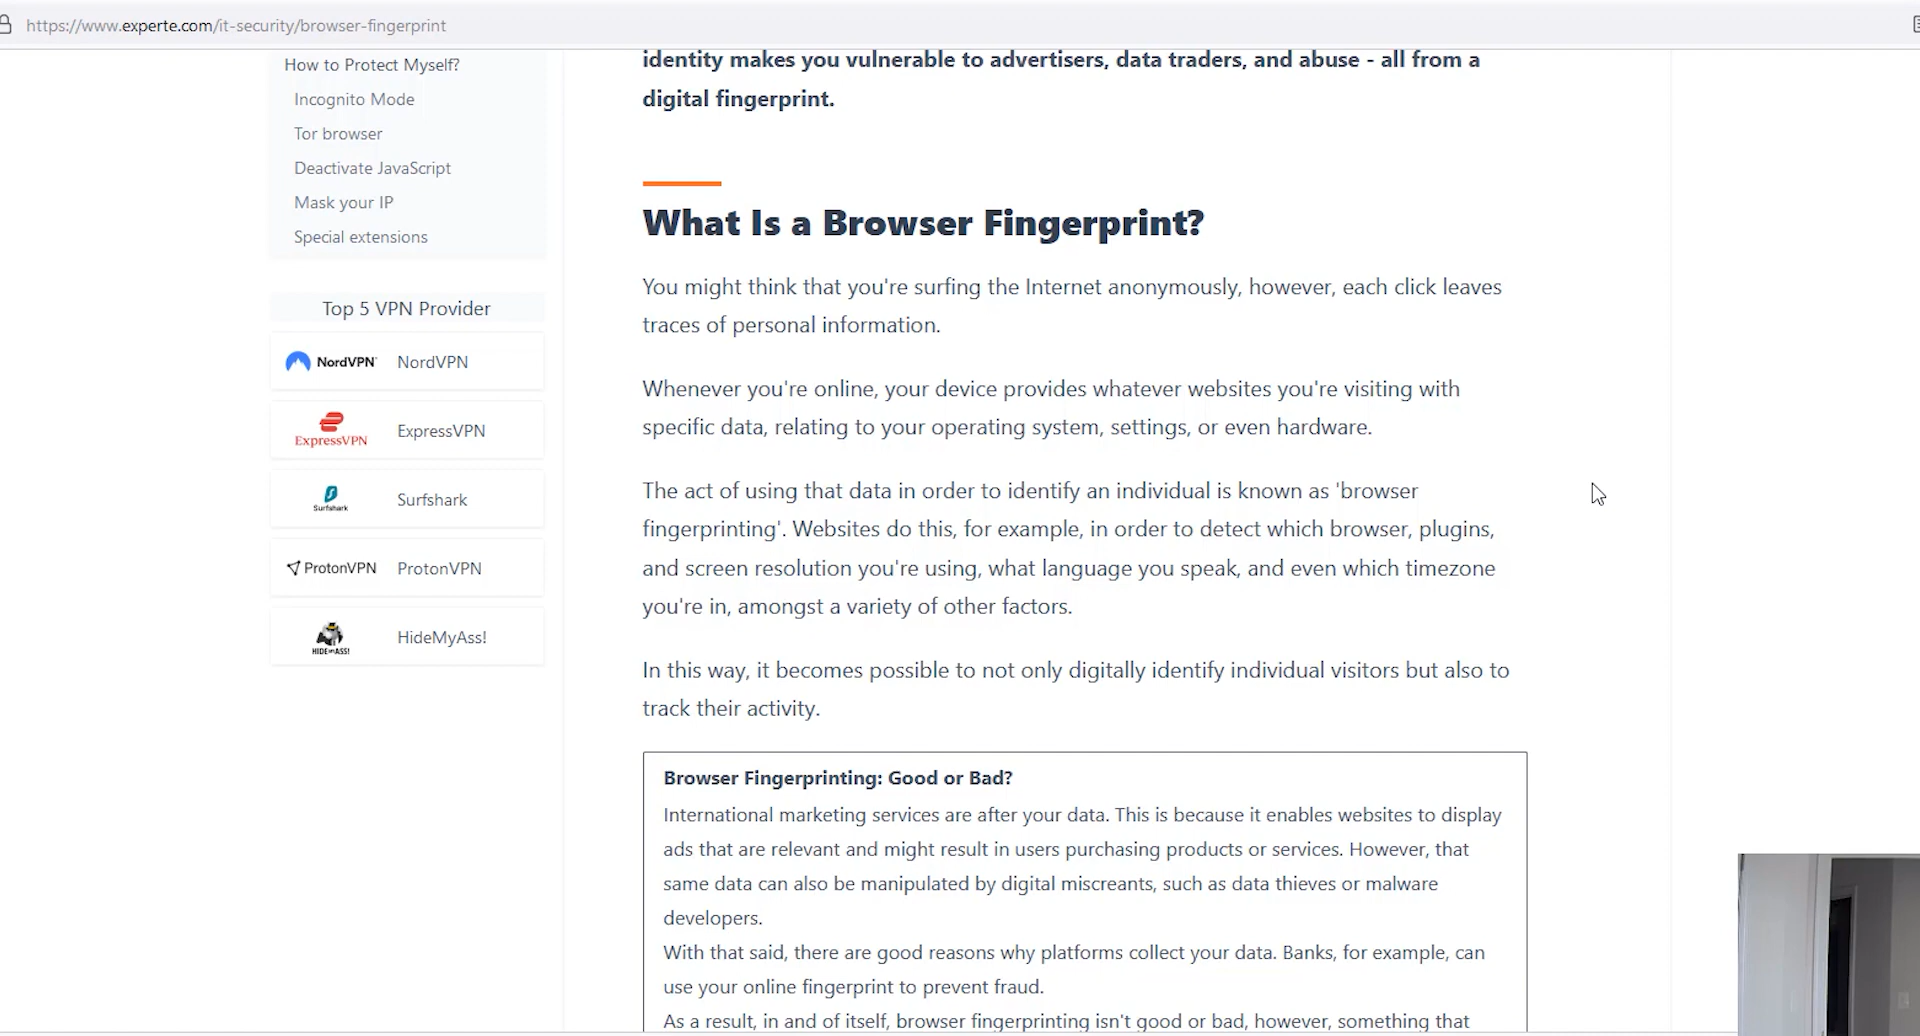 https://www.experte.com/it-security/browser-fingerprint
How to Protect Myself?
Incognito Mode
Tor browser
Deactivate JavaScript
Mask your IP
Special extensions
Top 5 VPN Provider
NordVPN NordVPN
ExpressVPN ExpressVPN
Surfshark Surfshark
ProtonVPN ProtonVPN
HIDEMYASS! HideMyAss!
identity makes you vulnerable to advertisers, data traders, and abuse - all from a
digital fingerprint.
What Is a Browser Fingerprint?
You might think that you're surfing the Internet anonymously, however, each click leaves
traces of personal information.
Whenever you're online, your device provides whatever websites you're visiting with
specific data, relating to your operating system, settings, or even hardware.
The act of using that data in order to identify an individual is known as 'browser
fingerprinting'. Websites do this, for example, in order to detect which browser, plugins,
and screen resolution you're using, what language you speak, and even which timezone
you're in, amongst a variety of other factors.
In this way, it becomes possible to not only digitally identify individual visitors but also to
track their activity.
Browser Fingerprinting: Good or Bad?
International marketing services are after your data. This is because it enables websites to display
ads that are relevant and might result in users purchasing products or services. However, that
same data can also be manipulated by digital miscreants, such as data thieves or malware
developers.
With that said, there are good reasons why platforms collect your data. Banks, for example, can
use your online fingerprint to prevent fraud.
As a result, in and of itself, browser fingerprinting isn't good or bad, however, something that